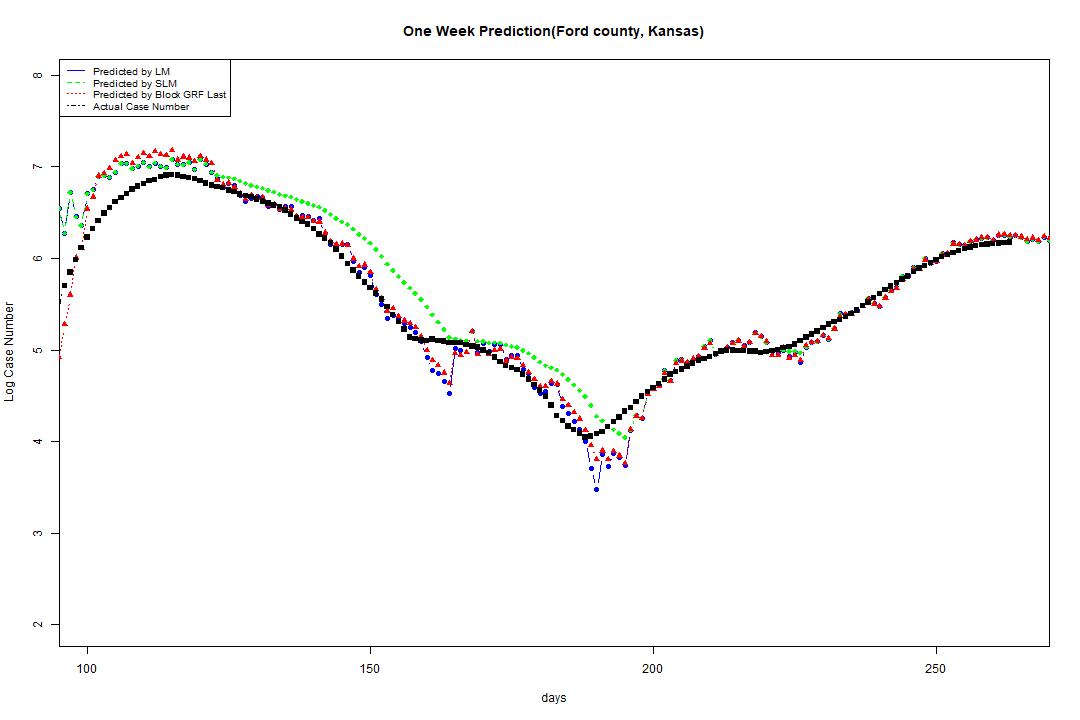 One Week Prediction(Ford county, Kansas)
Predicted by LM
Predicted by SLM
Predicted by Block GRF Last
Actual Case Number
8
7
6
5
4
3
2
Log Case Number
100 150 200 250
days